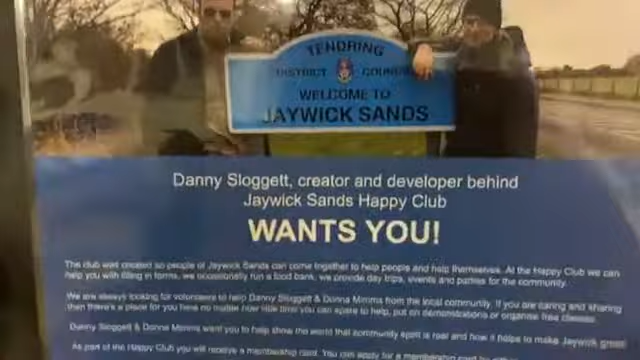 TENDRING
DISTRICT COUNCIL
WELCOME TO
JAYWICK SANDS
Danny Sloggett, creator and developer behind
Jaywick Sands Happy Club
WANTS YOU!
This club was created so people of Jaywick Sands can come together to help people and help themselves. At the Happy Club we can
help you with filling in forms, we occasionally run a food bank, we provide day trips, events and parties for the community.
We are always looking for volunteers to help Danny Sloggett & Donna Mimms from the local community. If you are caring and sharing
then there's a place for you here no matter how little time you can spare to help, put on demonstrations or organise free classes.
Danny Sloggett & Donna Mimms want you to help show the world that community spirit is real and how it helps to make Jaywick great
As part of the Happy Club you will receive a membership card. You can apply for a membership card by